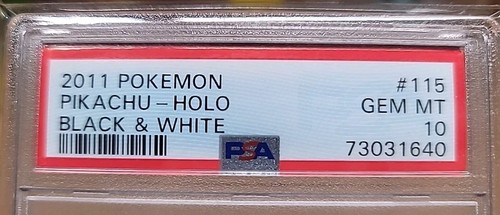 2011 POKEMON #115
PIKACHU - HOLO GEM MT
BLACK & WHITE 10
PSA 73031640